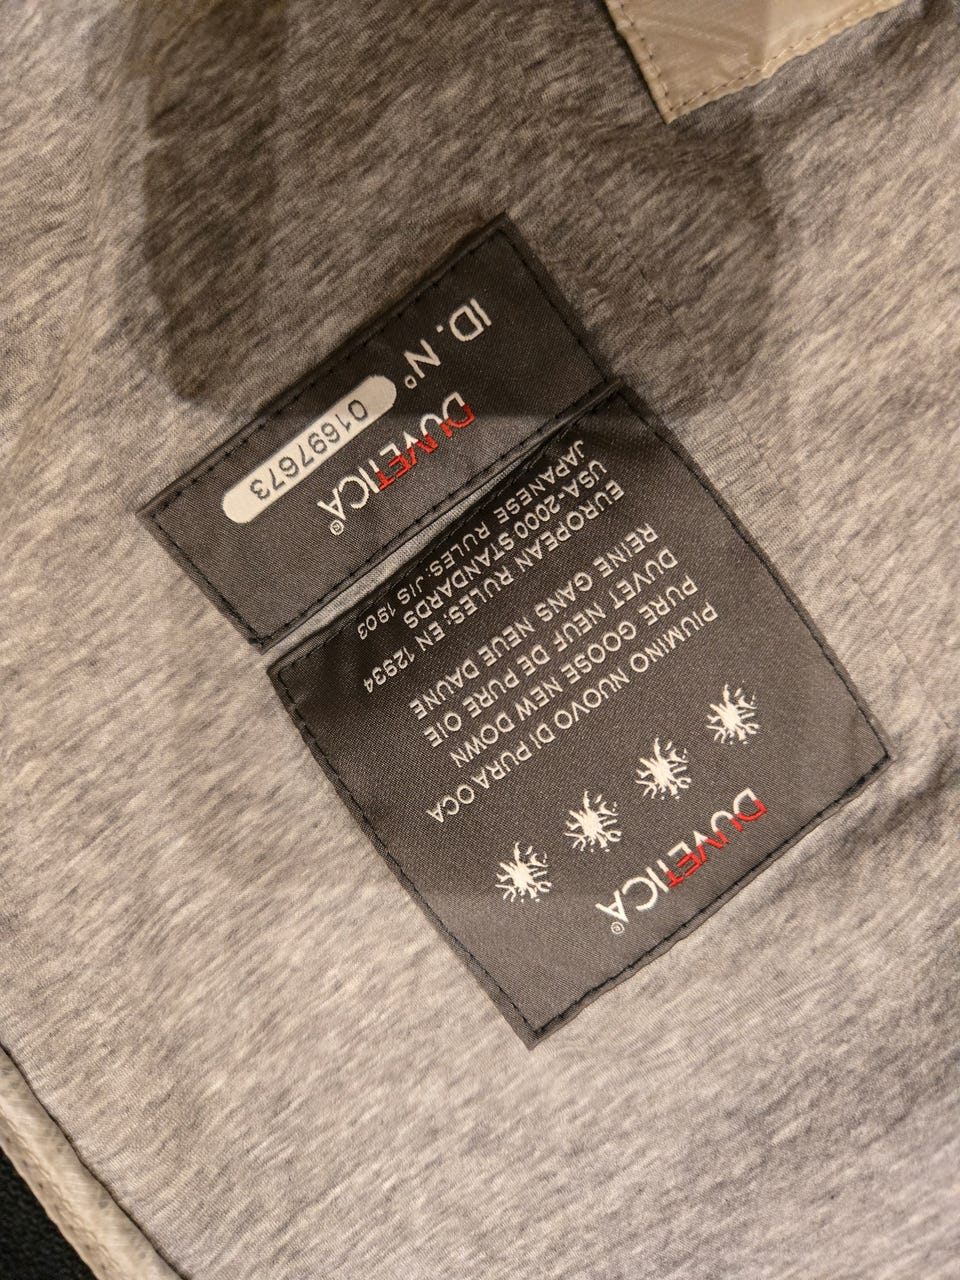 DUVETICA©
PIUMINO NUOVO DI PURA OCA
PURE GOOSE NEW DOWN
DUVET NEUF DE PURE OIE
REINE GANS NEUE DAUNE
EUROPEAN RULES: EN 12934
USA-2000 STANDARDS
JAPANESE RULES: JIS 1903
DUVETICA©
ID. N° 01697673